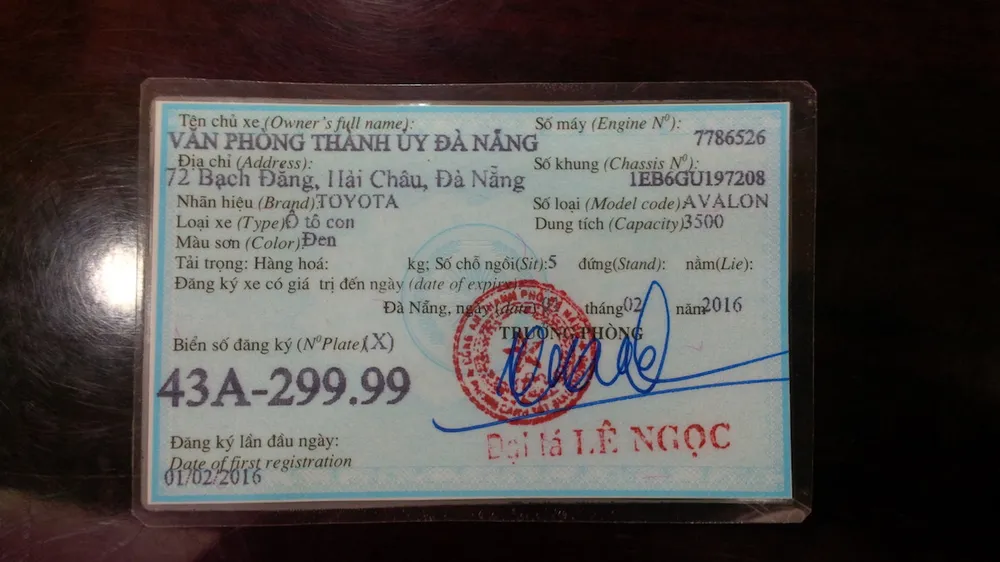 Tên chủ xe (Owner's full name): Số máy (Engine Nº): 7786526
VĂN PHÒNG THÀNH ỦY ĐÀ NẴNG
Địa chỉ (Address): Số khung (Chassis Nº):
72 Bạch Đằng, Hải Châu, Đà Nẵng 1EB6GU197208
Nhãn hiệu (Brand): TOYOTA Số loại (Model code): AVALON
Loại xe (Type): Ô tô con Dung tích (Capacity): 3500
Màu sơn (Color): Đen
Tải trọng: Hàng hoá: kg; Số chỗ ngồi(Sit): 5 đứng(Stand): nằm(Lie):
Đăng ký xe có giá trị đến ngày (date of expire)
Đà Nẵng, ngày (date) 01 tháng 02 năm 2016
TRƯỞNG PHÒNG
Biển số đăng ký (NºPlate) (X)
43A-299.99
Đại tá LÊ NGỌC
Đăng ký lần đầu ngày:
Date of first registration
01/02/2016